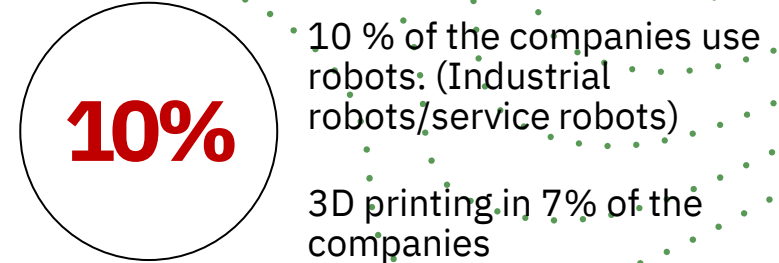 10%
10 % of the companies use
robots. (Industrial
robots/service robots)
3D printing in 7% of the
companies